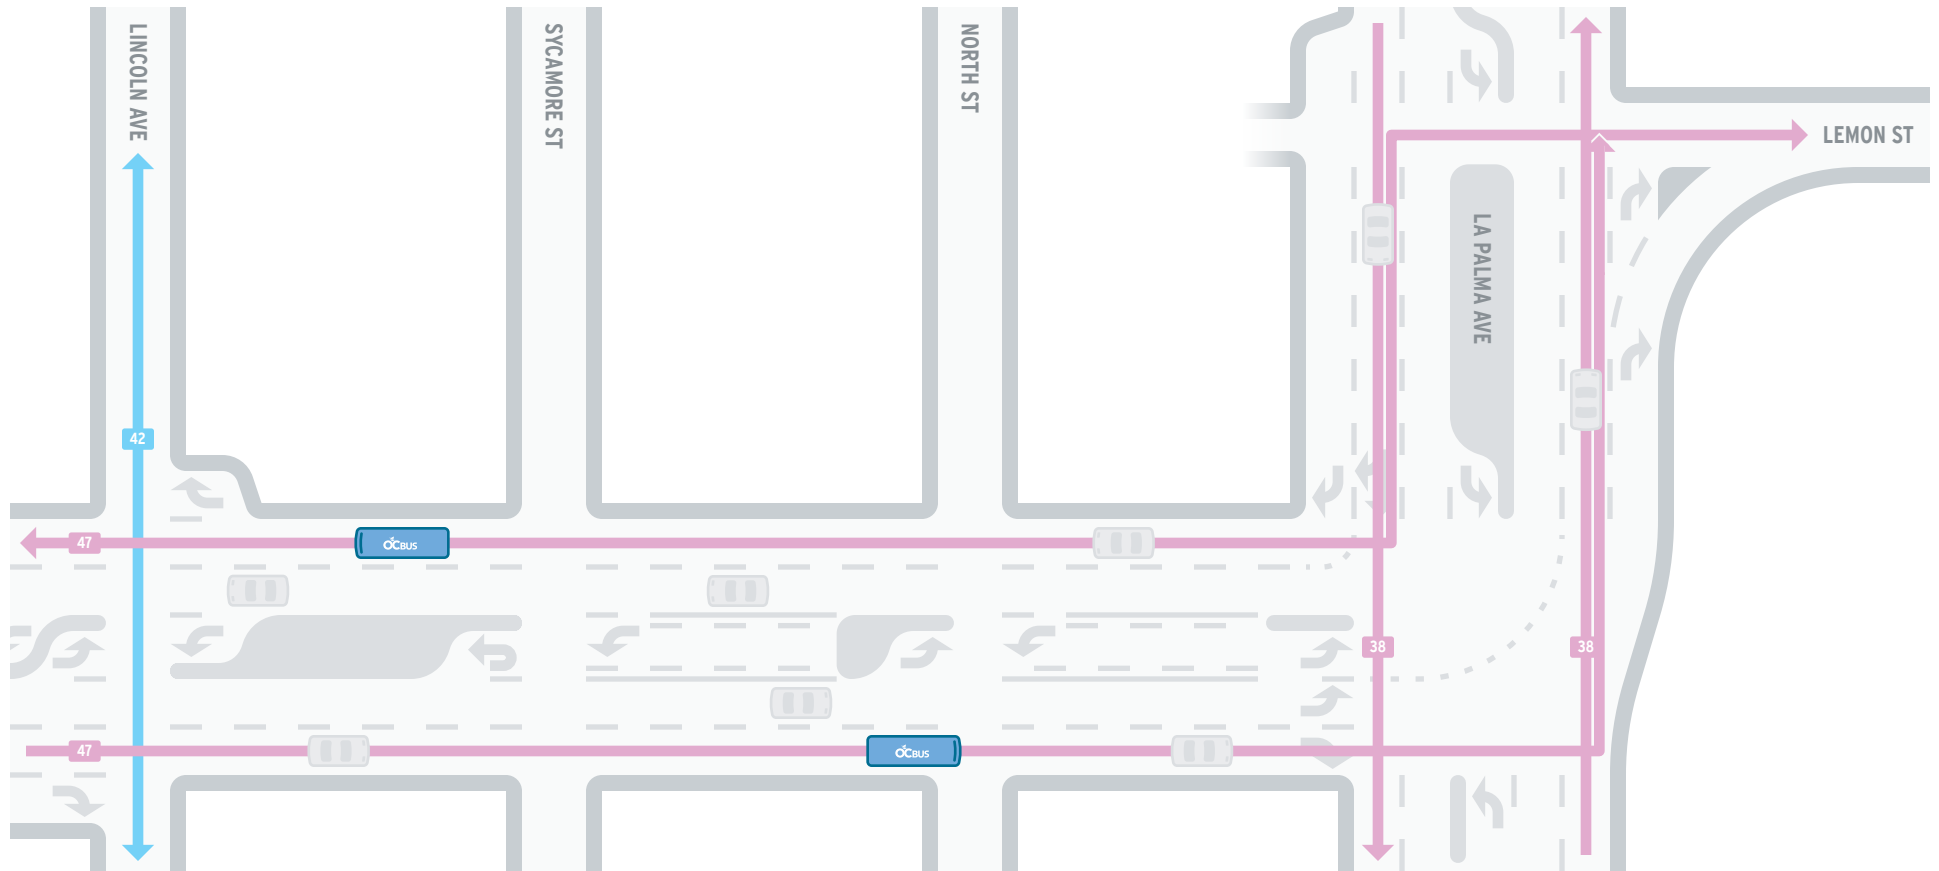 LINCOLN AVE
SYCAMORE ST
NORTH ST
LEMON ST
LA PALMA AVE
42
47
OCBUS
38
38
47
OCBUS